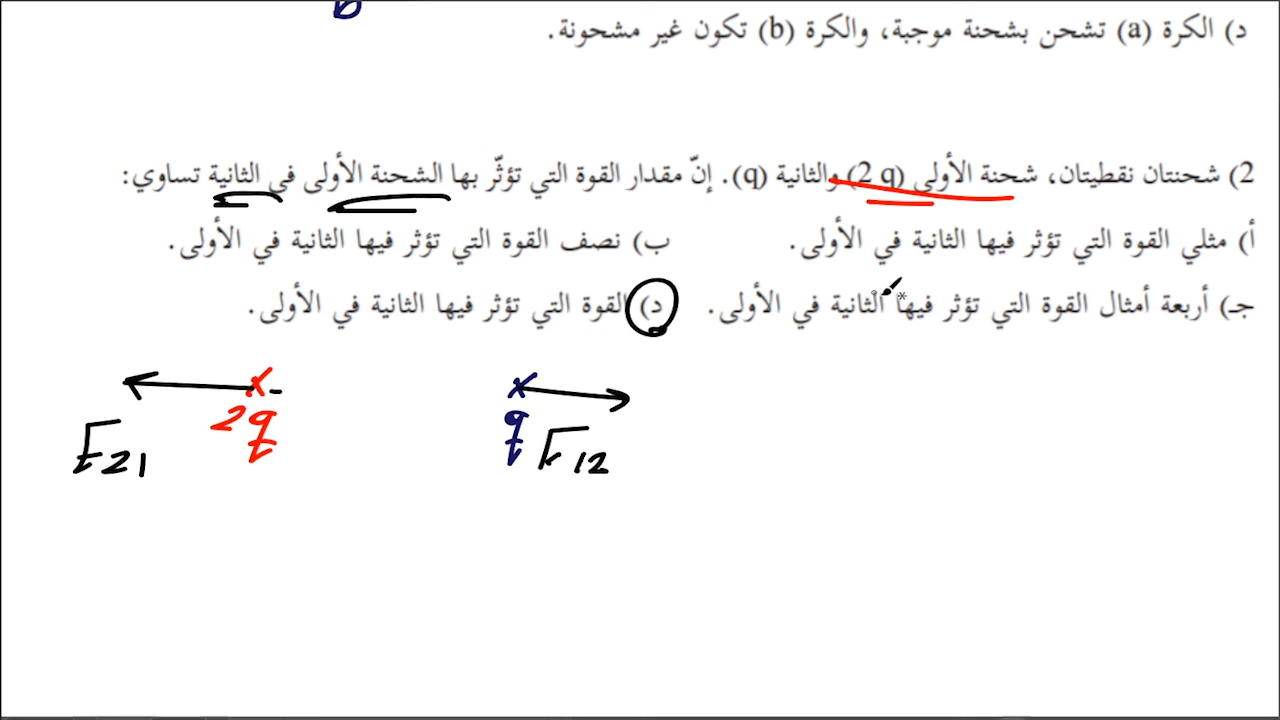 b
د) الكرة (a) تشحن بشحنة موجبة، والكرة (b) تكون غير مشحونة.
2) شحنتان نقطيتان، شحنة الأولى (2 q) والثانية (q). إنّ مقدار القوة التي تؤثّر بها الشحنة الأولى في الثانية تساوي:
أ) مثلي القوة التي تؤثر فيها الثانية في الأولى. ب) نصف القوة التي تؤثر فيها الثانية في الأولى.
جـ) أربعة أمثال القوة التي تؤثر فيها الثانية في الأولى. د) القوة التي تؤثر فيها الثانية في الأولى.
2q q
F21 F12